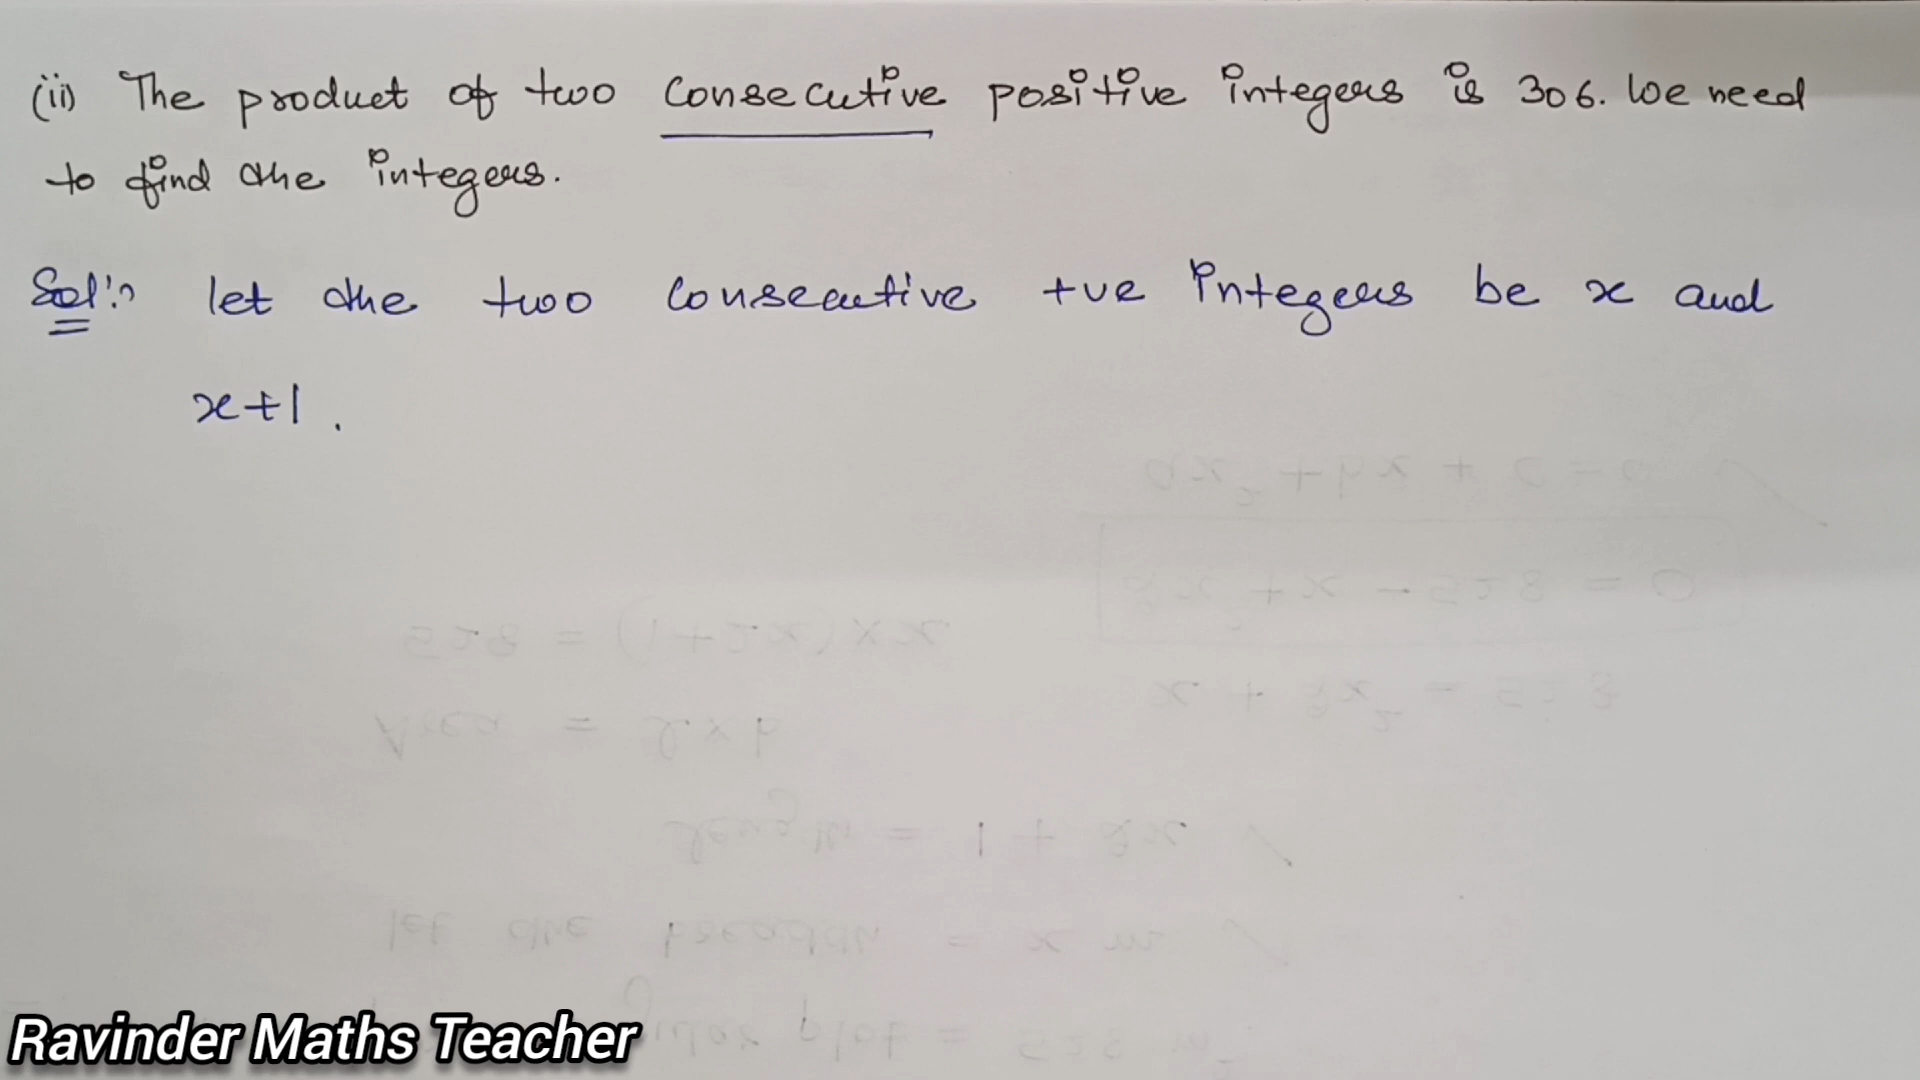 (ii) The product of two consecutive positive integers is 306. We need
to find the integers.
Sol'n let the two consecutive +ve integers be x and
x+1.
Ravinder Maths Teacher